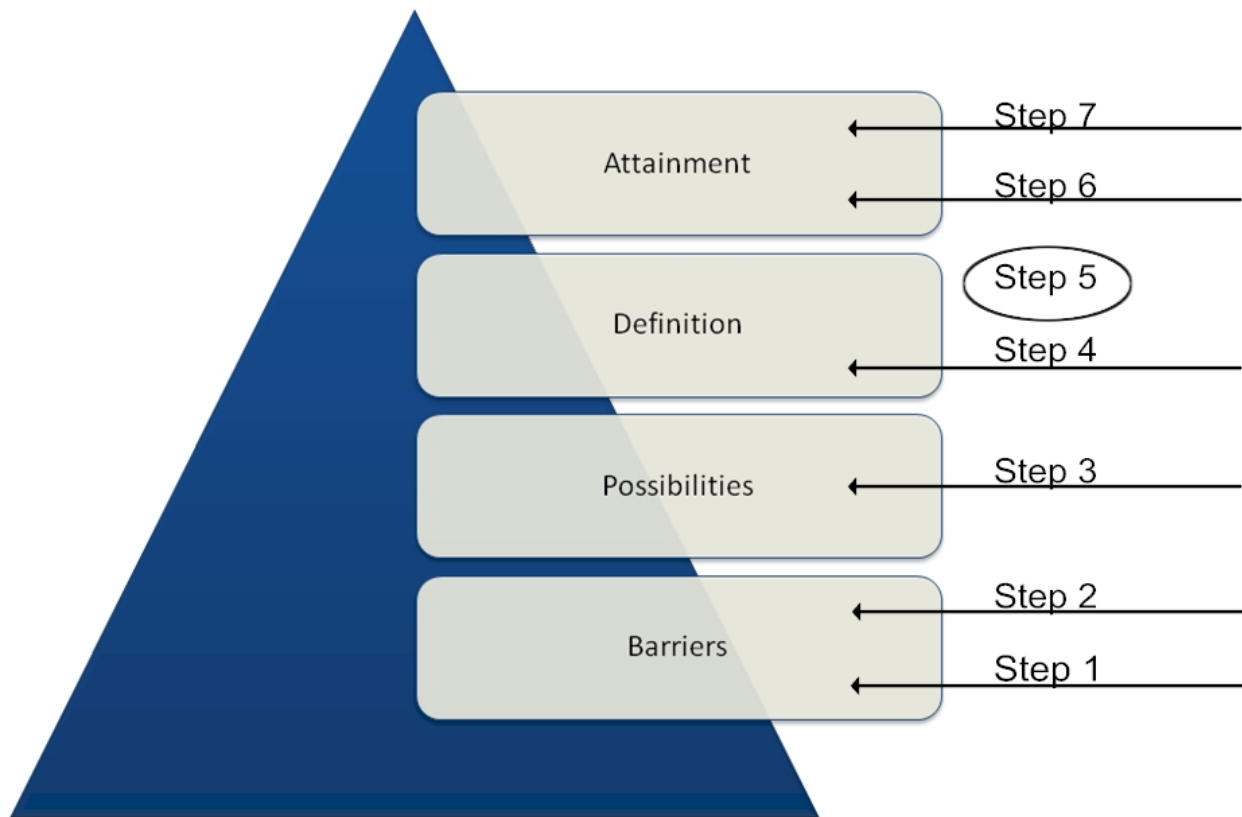 Step 7
Attainment
Step 6
Step 5
Definition
Step 4
Possibilities
Step 3
Step 2
Barriers
Step 1